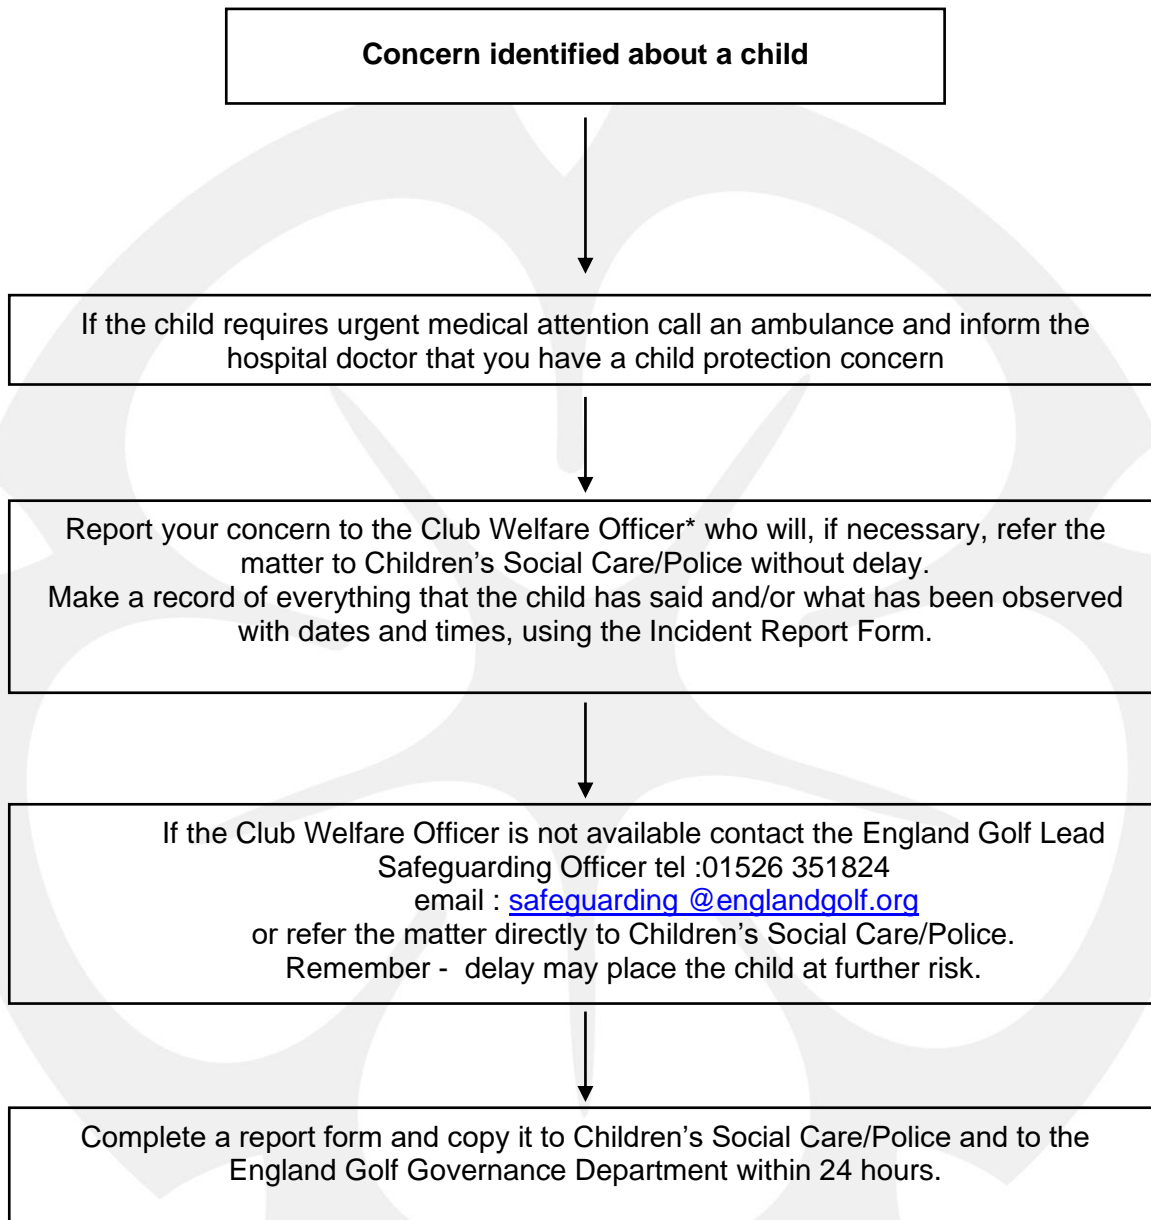 Concern identified about a child
If the child requires urgent medical attention call an ambulance and inform the
hospital doctor that you have a child protection concern
Report your concern to the Club Welfare Officer* who will, if necessary, refer the
matter to Children’s Social Care/Police without delay.
Make a record of everything that the child has said and/or what has been observed
with dates and times, using the Incident Report Form.
If the Club Welfare Officer is not available contact the England Golf Lead
Safeguarding Officer tel :01526 351824
email : safeguarding @englandgolf.org
or refer the matter directly to Children’s Social Care/Police.
Remember -  delay may place the child at further risk.
Complete a report form and copy it to Children’s Social Care/Police and to the
England Golf Governance Department within 24 hours.